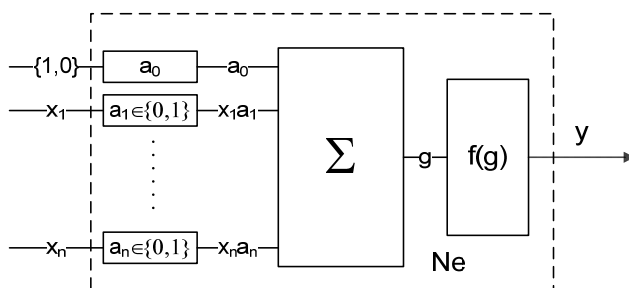 {1,0} a₀ a₀
x₁ a₁∈{0,1} x₁a₁
Σ g f(g) y
xₙ aₙ∈{0,1} xₙaₙ
Ne